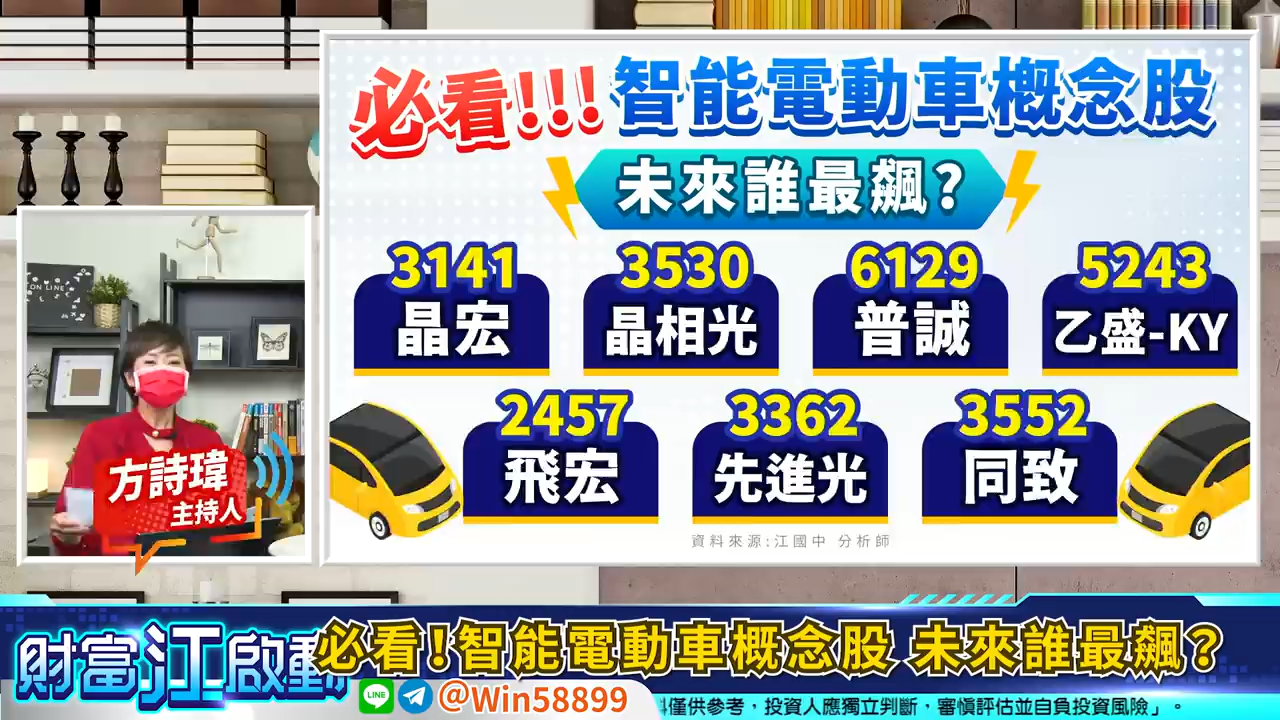 必看!!! 智能電動車概念股
未來誰最飆?
3141 3530 6129 5243
晶宏 晶相光 普誠 乙盛-KY
2457 3362 3552
飛宏 先進光 同致
資料來源:江國中 分析師
ON LINE
方詩瑋
主持人
財富江啟動
必看!智能電動車概念股 未來誰最飆?
LINE
@Win58899
料僅供參考,投資人應獨立判斷,審慎評估並自負投資風險」。